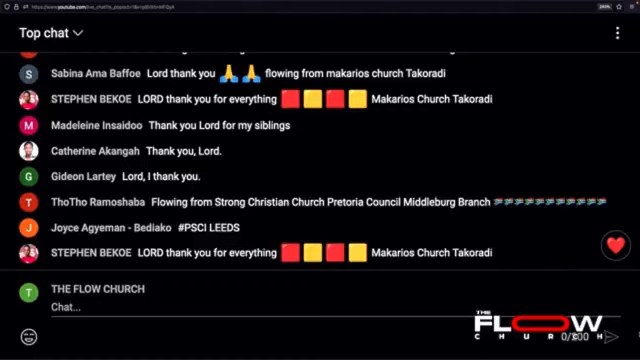 Top chat
Sabina Ama Baffoe Lord thank you 🙏🙏 flowing from makarios church Takoradi
STEPHEN BEKOE LORD thank you for everything 🟥🟨🟥🟨 Makarios Church Takoradi
Madeleine Insaidoo Thank you Lord for my siblings
Catherine Akangah Thank you, Lord.
Gideon Lartey Lord, I thank you.
ThoTho Ramoshaba Flowing from Strong Christian Church Pretoria Council Middleburg Branch 🇿🇦🇿🇦🇿🇦🇿🇦🇿🇦🇿🇦🇿🇦🇿🇦🇿🇦🇿🇦🇿🇦
Joyce Agyeman - Bediako #PSCI LEEDS
STEPHEN BEKOE LORD thank you for everything 🟥🟨🟥🟨 Makarios Church Takoradi
THE FLOW CHURCH
Chat...
THE
FLOW
CHURCH